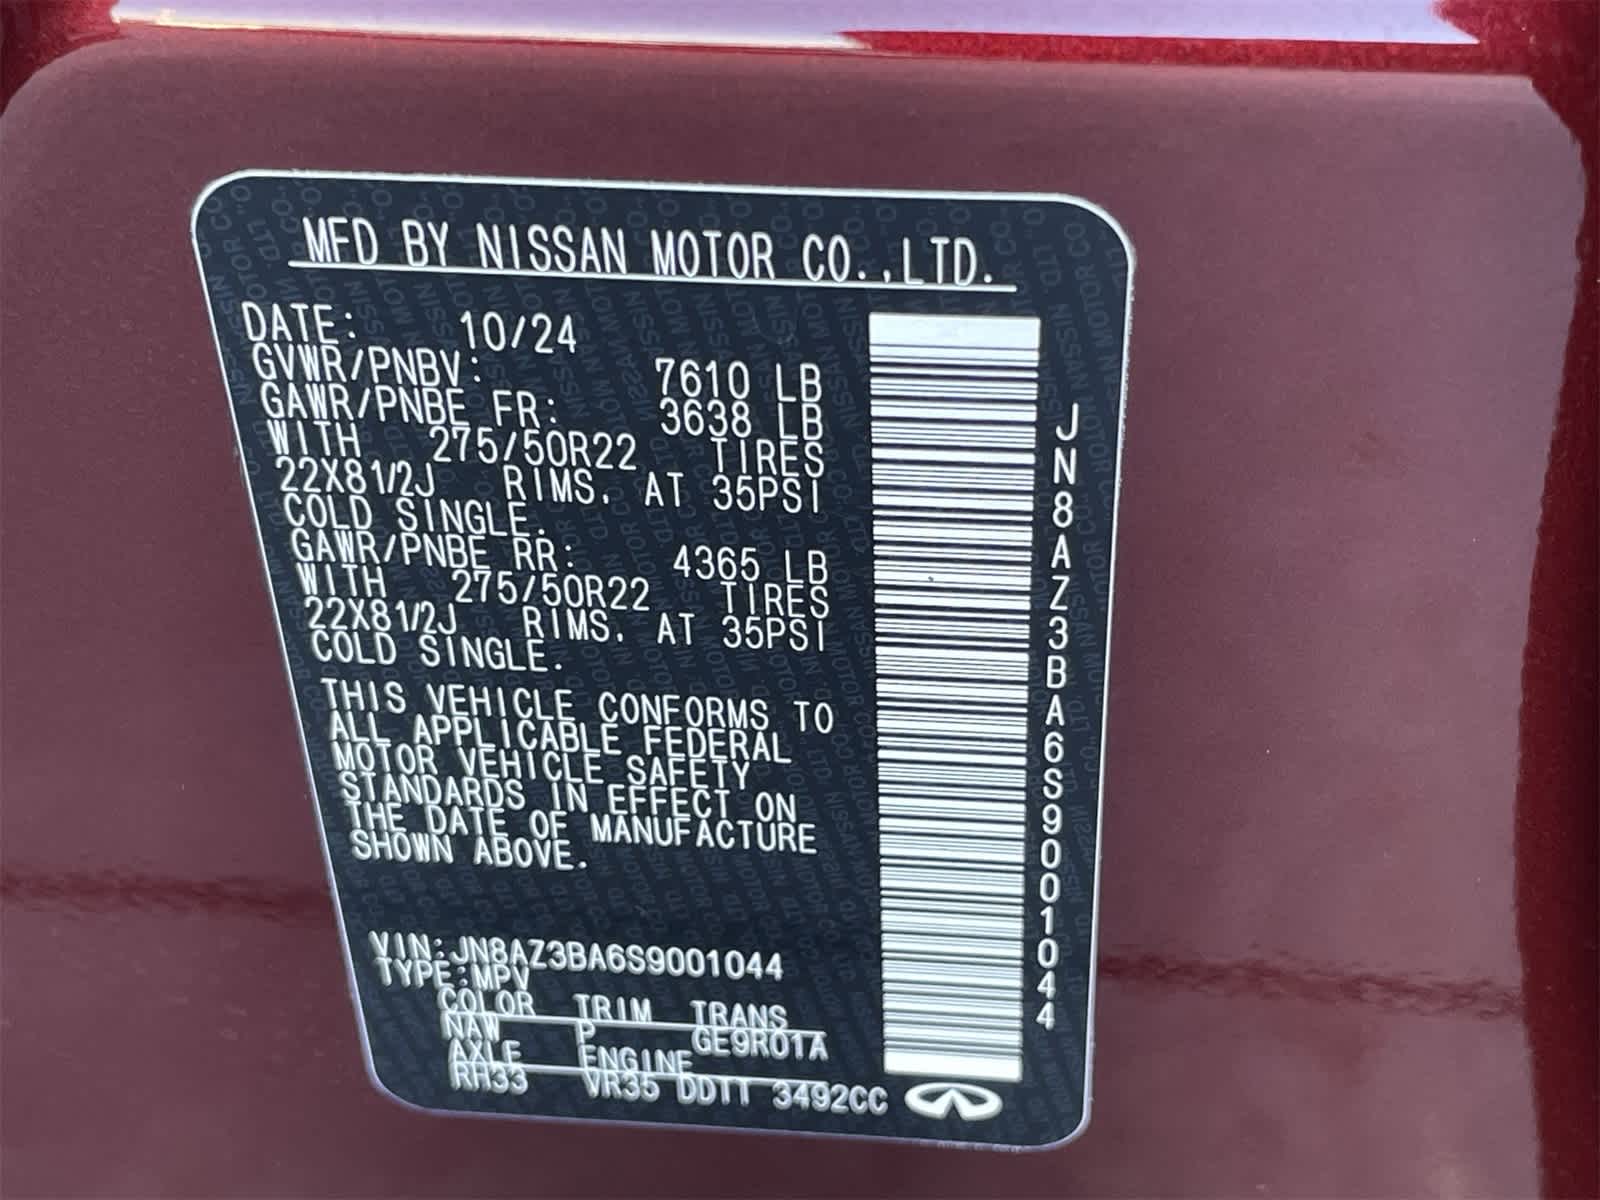 MFD BY NISSAN MOTOR CO.,LTD.
DATE: 10/24
GVWR/PNBV: 7610 LB
GAWR/PNBE FR: 3638 LB
WITH 275/50R22 TIRES
22X81/2J RIMS. AT 35PSI
COLD SINGLE.
GAWR/PNBE RR: 4365 LB
WITH 275/50R22 TIRES
22X81/2J RIMS. AT 35PSI
COLD SINGLE.
THIS VEHICLE CONFORMS TO
ALL APPLICABLE FEDERAL
MOTOR VEHICLE SAFETY
STANDARDS IN EFFECT ON
THE DATE OF MANUFACTURE
SHOWN ABOVE.
VIN:JN8AZ3BA6S9001044
TYPE:MPV
COLOR TRIM TRANS
NAW P GE9R01A
AXLE ENGINE
RH33 VR35 DDTT 3492CC
JN8AZ3BA6S9001044